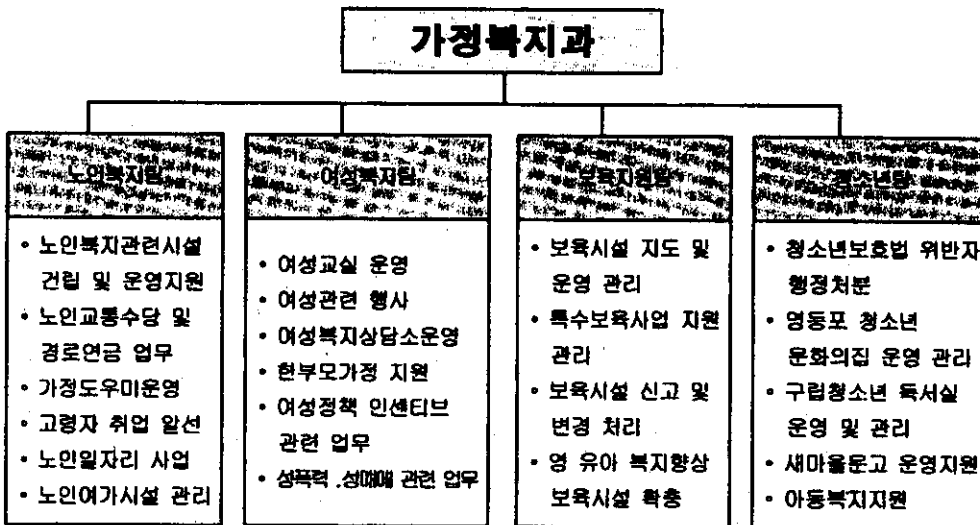 가정복지과
노인복지팀
• 노인복지관련시설
건립 및 운영지원
• 노인교통수당 및
경로연금 업무
• 가정도우미운영
• 고령자 취업 알선
• 노인일자리 사업
• 노인여가시설 관리
여성복지팀
• 여성교실 운영
• 여성관련 행사
• 여성복지상담소운영
• 한부모가정 지원
• 여성정책 인센티브
관련 업무
• 성폭력 .성매매 관련 업무
보육지원팀
• 보육시설 지도 및
운영 관리
• 특수보육사업 지원
관리
• 보육시설 신고 및
변경 처리
• 영 유아 복지향상
보육시설 확충
청소년팀
• 청소년보호법 위반자
행정처분
• 영등포 청소년
문화의집 운영 관리
• 구립청소년 독서실
운영 및 관리
• 새마을문고 운영지원
• 아동복지지원